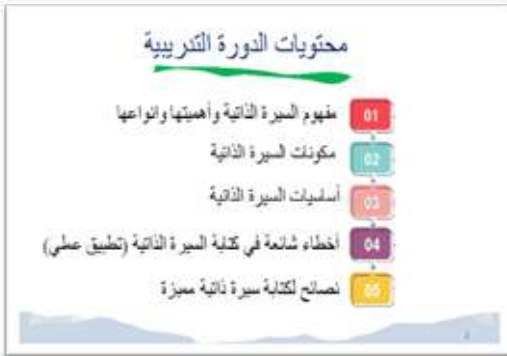 محتويات الدورة التدريبية
01 مفهوم السيرة الذاتية وأهميتها وانواعها
02 مكونات السيرة الذاتية
03 أساسيات السيرة الذاتية
04 أخطاء شائعة في كتابة السيرة الذاتية (تطبيق عملي)
05 نصائح لكتابة سيرة ذاتية مميزة